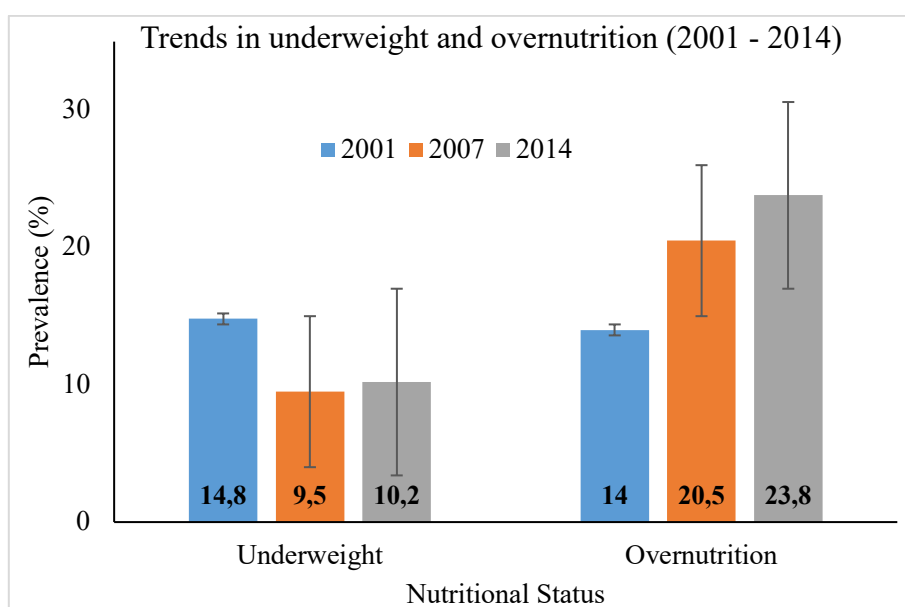 Trends in underweight and overnutrition (2001 - 2014)
2001 2007 2014
Prevalence (%)
30
20
10
0
14,8 9,5 10,2 14 20,5 23,8
Underweight Overnutrition
Nutritional Status